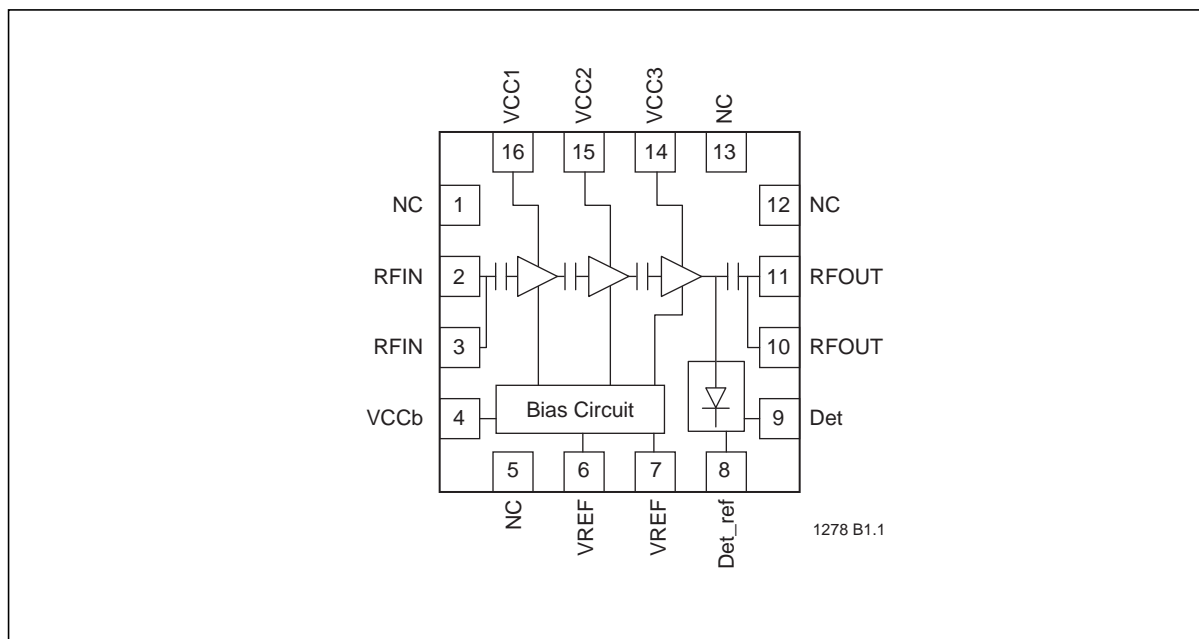 VCC1
VCC2
VCC3
NC
16
15
14
13
NC
1
12
NC
RFIN
2
11
RFOUT
RFIN
3
10
RFOUT
VCCb
4
Bias Circuit
9
Det
5
6
7
8
NC
VREF
VREF
Det_ref
1278 B1.1